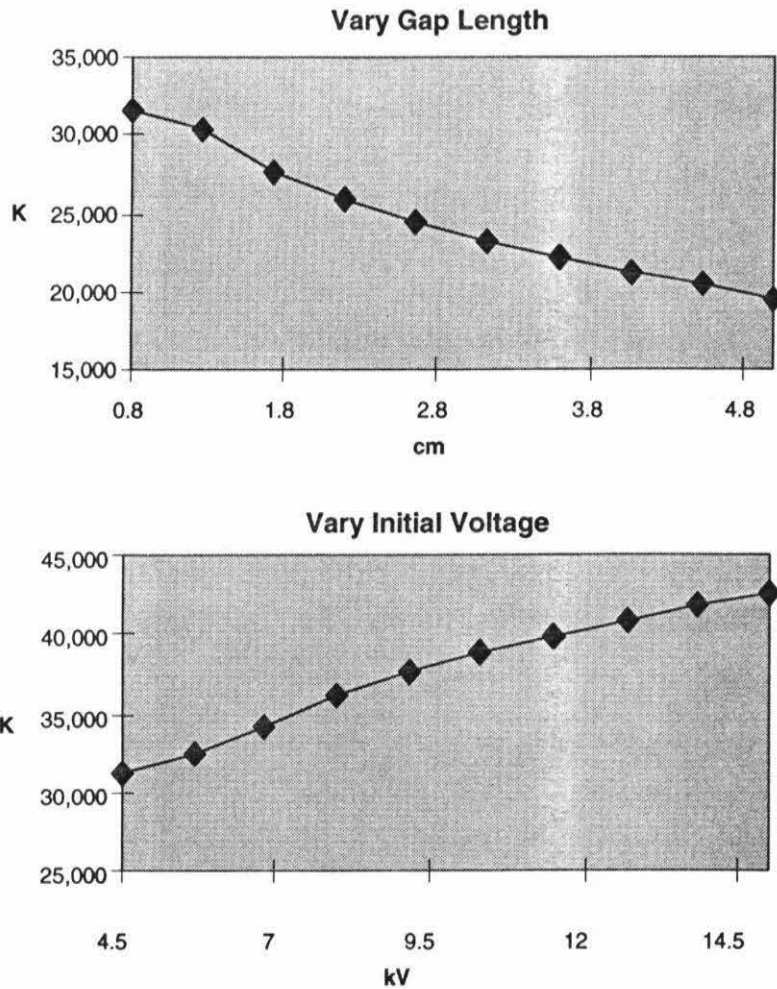 Vary Gap Length
35,000
30,000
K
25,000
20,000
15,000
0.8 1.8 2.8 3.8 4.8
cm
Vary Initial Voltage
45,000
40,000
K
35,000
30,000
25,000
4.5 7 9.5 12 14.5
kV